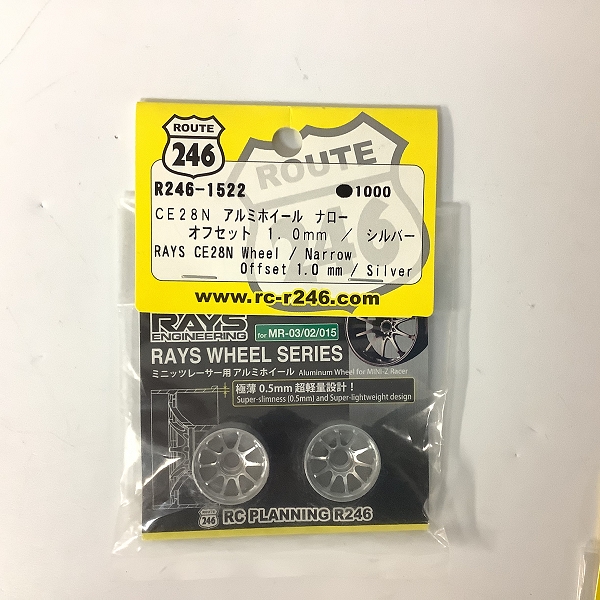 ROUTE
246
ROUTE
246
R246-1522
●1000
CE28N アルミホイール ナロー
オフセット 1.0mm / シルバー
RAYS CE28N Wheel / Narrow
Offset 1.0 mm / Silver
www.rc-r246.com
RAYS
ENGINEERING
for MR-03/02/015
RAYS WHEEL SERIES
ミニッツレーサー用アルミホイール Aluminum Wheel for MINI-Z Racer
極薄0.5mm 超軽量設計！
Super-slimness (0.5mm) and Super-lightweight design
ROUTE
246
RC PLANNING R246